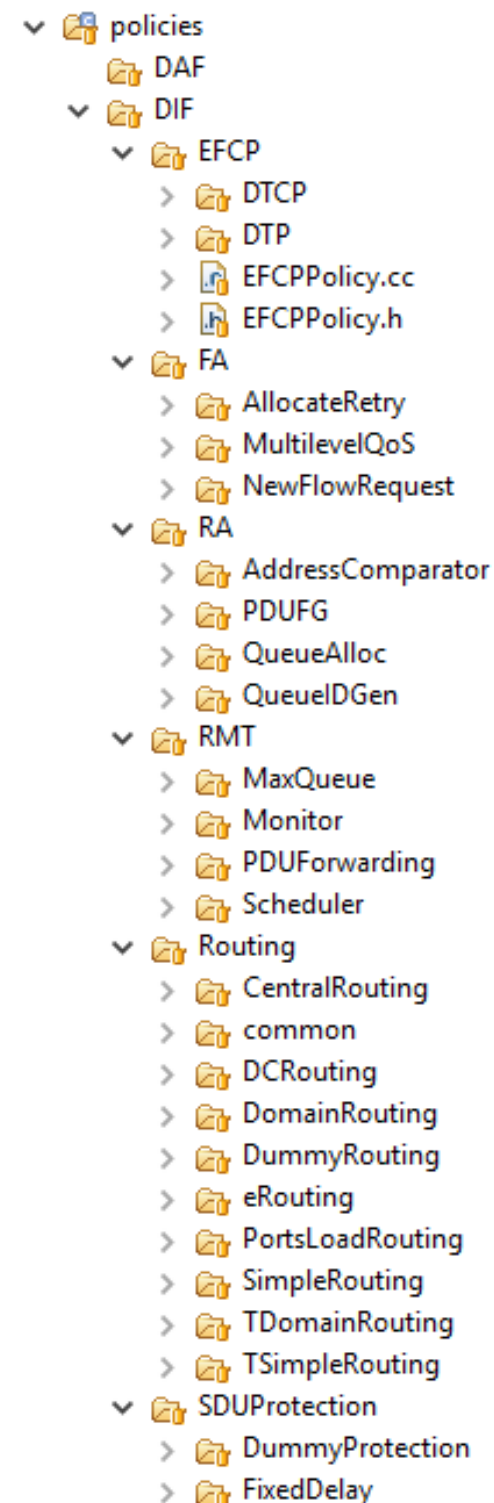 policies
DAF
DIF
EFCP
DTCP
DTP
EFCPPolicy.cc
EFCPPolicy.h
FA
AllocateRetry
MultilevelQoS
NewFlowRequest
RA
AddressComparator
PDUFG
QueueAlloc
QueueIDGen
RMT
MaxQueue
Monitor
PDUForwarding
Scheduler
Routing
CentralRouting
common
DCRouting
DomainRouting
DummyRouting
eRouting
PortsLoadRouting
SimpleRouting
TDomainRouting
TSimpleRouting
SDUProtection
DummyProtection
FixedDelay